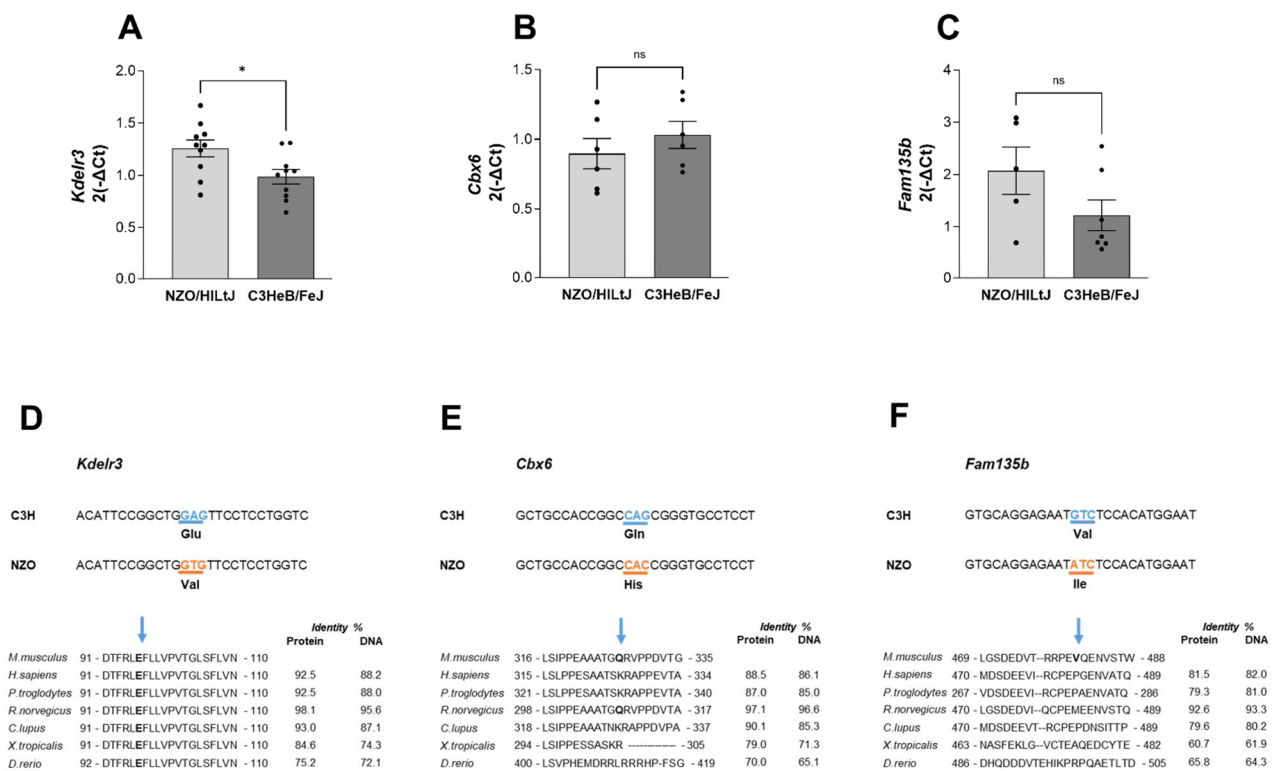 A
Kdelr3
2(-ΔCt)
2.0
1.5
1.0
0.5
0.0
*
NZO/HILtJ C3HeB/FeJ
B
Cbx6
2(-ΔCt)
1.5
1.0
0.5
0.0
ns
NZO/HILtJ C3HeB/FeJ
C
Fam135b
2(-ΔCt)
4
3
2
1
0
ns
NZO/HILtJ C3HeB/FeJ
D
Kdelr3
C3H ACATTCCGGCTGGAGTTCCTCCTGGTC
Glu
NZO ACATTCCGGCTGGTGTTCCTCCTGGTC
Val
Identity %
Protein DNA
M.musculus 91 - DTFRLEFLLVPVTGLSFLVN - 110
H.sapiens 91 - DTFRLEFLLVPVTGLSFLVN - 110 92.5 88.2
P.troglodytes 91 - DTFRLEFLLVPVTGLSFLVN - 110 92.5 88.0
R.norvegicus 91 - DTFRLEFLLVPVTGLSFLVN - 110 98.1 95.6
C.lupus 91 - DTFRLEFLLVPVTGLSFLVN - 110 93.0 87.1
X.tropicalis 91 - DTFRLEFLLVPVTGLSFLVN - 110 84.6 74.3
D.rerio 92 - DTFRLEFLLVPVTGLSFLVN - 110 75.2 72.1
E
Cbx6
C3H GCTGCCACCGGCCAGCGGGTGCCTCCT
Gln
NZO GCTGCCACCGGCCACCGGGTGCCTCCT
His
Identity %
Protein DNA
M.musculus 316 - LSIPPEAAATGQRVPPDVTG - 335
H.sapiens 315 - LSLPPESAATSKRAPPEVTA - 334 88.5 86.1
P.troglodytes 321 - LSLPPESAATSKRAPPEVTA - 340 87.0 85.0
R.norvegicus 298 - LSIPPEAAATGQRVPPDVTA - 317 97.1 96.6
C.lupus 318 - LSIPPEAAATNKRAPPDVPA - 337 90.1 85.3
X.tropicalis 294 - LSIPPESSASKR ------------- - 305 79.0 71.3
D.rerio 400 - LSVPHEMDRRLRRRRHP-FSG - 419 70.0 65.1
F
Fam135b
C3H GTGCAGGAGAATGTCTCCACATGGAAT
Val
NZO GTGCAGGAGAATATCTCCACATGGAAT
Ile
Identity %
Protein DNA
M.musculus 469 - LGSDEDVT--RRPEVQENVSTW - 488
H.sapiens 470 - MDSDEEVI--RCPEPGENVATQ - 489 81.5 82.0
P.troglodytes 267 - VDSDEEVI--RCPEPAENVATQ - 286 79.3 81.0
R.norvegicus 470 - LGSDEDVI--QCPEMEENVSTQ - 489 92.6 93.3
C.lupus 470 - MDSDEEVT--RCPEPDNSITTP - 489 79.6 80.2
X.tropicalis 463 - NASFEKLG--VCTEAQEDCYTE - 482 60.7 61.9
D.rerio 486 - DHQDDDVTEHIKPRPQAETLTD - 505 65.8 64.3